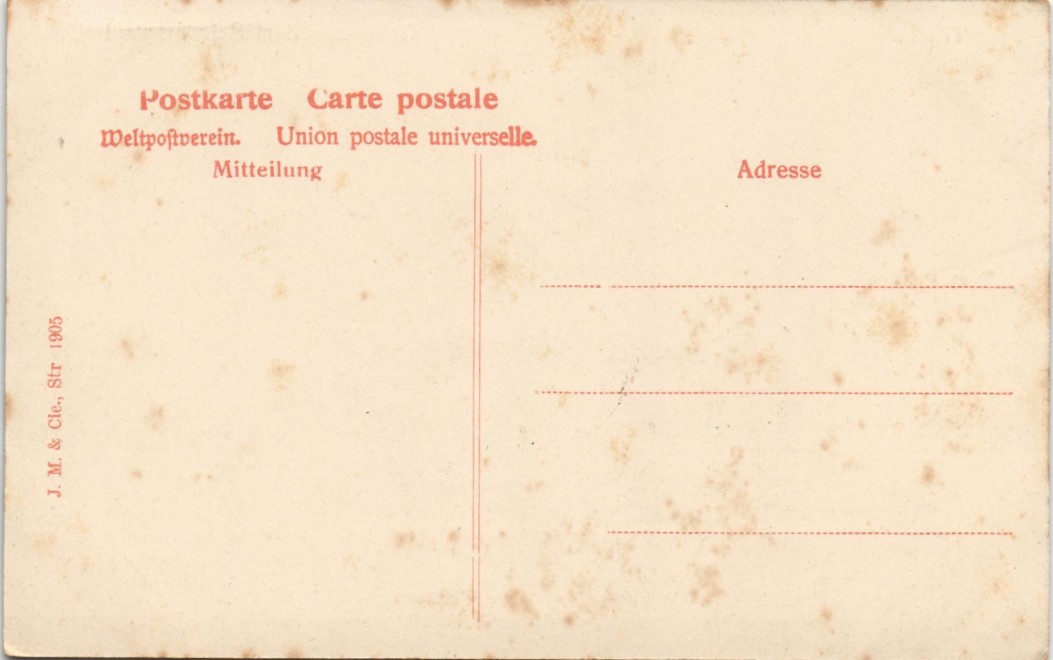 Postkarte Carte postale
Weltpostverein. Union postale universelle.
Mitteilung
Adresse
J. M. & Cie., Str 1905